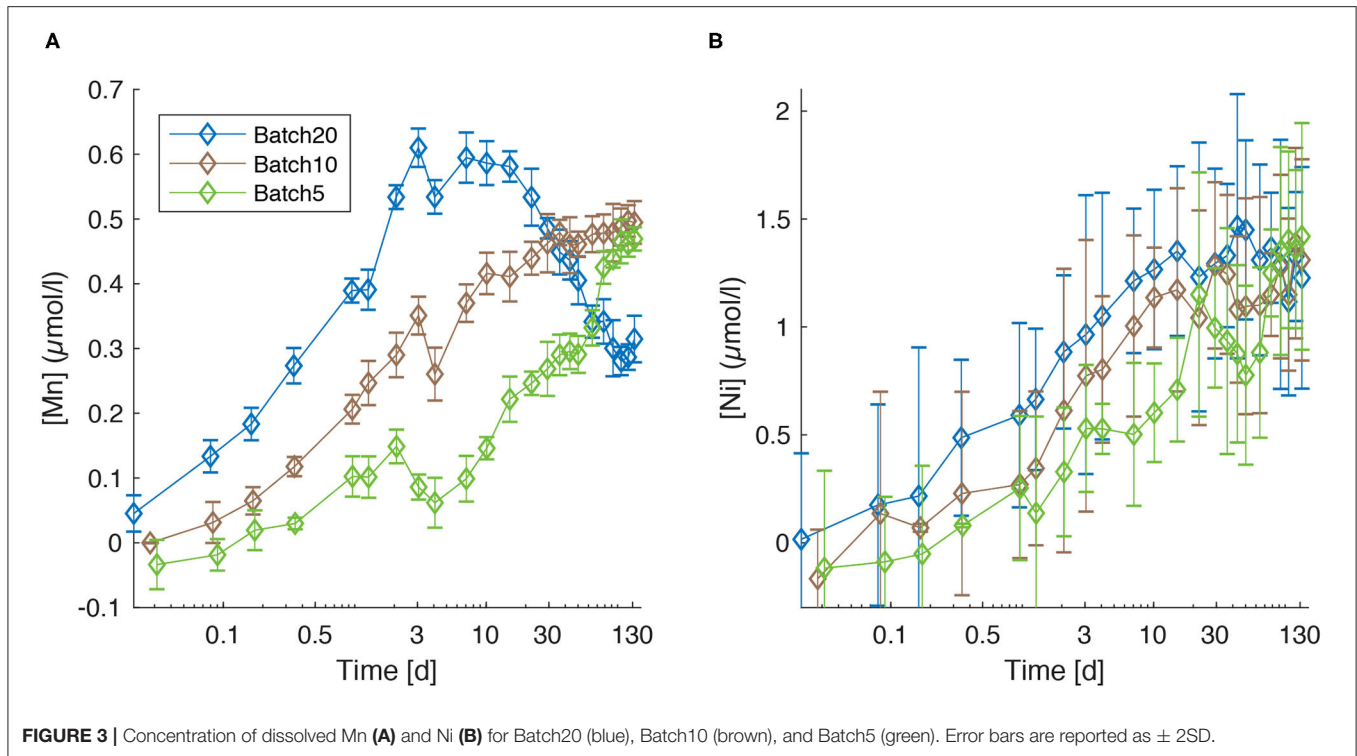 A
[Mn] (µmol/l)
0.7
0.6
0.5
0.4
0.3
0.2
0.1
0
-0.1
Batch20
Batch10
Batch5
0.1 0.5 3 10 30 130
Time [d]
B
[Ni] (µmol/l)
2
1.5
1
0.5
0
0.1 0.5 3 10 30 130
Time [d]
FIGURE 3 | Concentration of dissolved Mn (A) and Ni (B) for Batch20 (blue), Batch10 (brown), and Batch5 (green). Error bars are reported as ± 2SD.